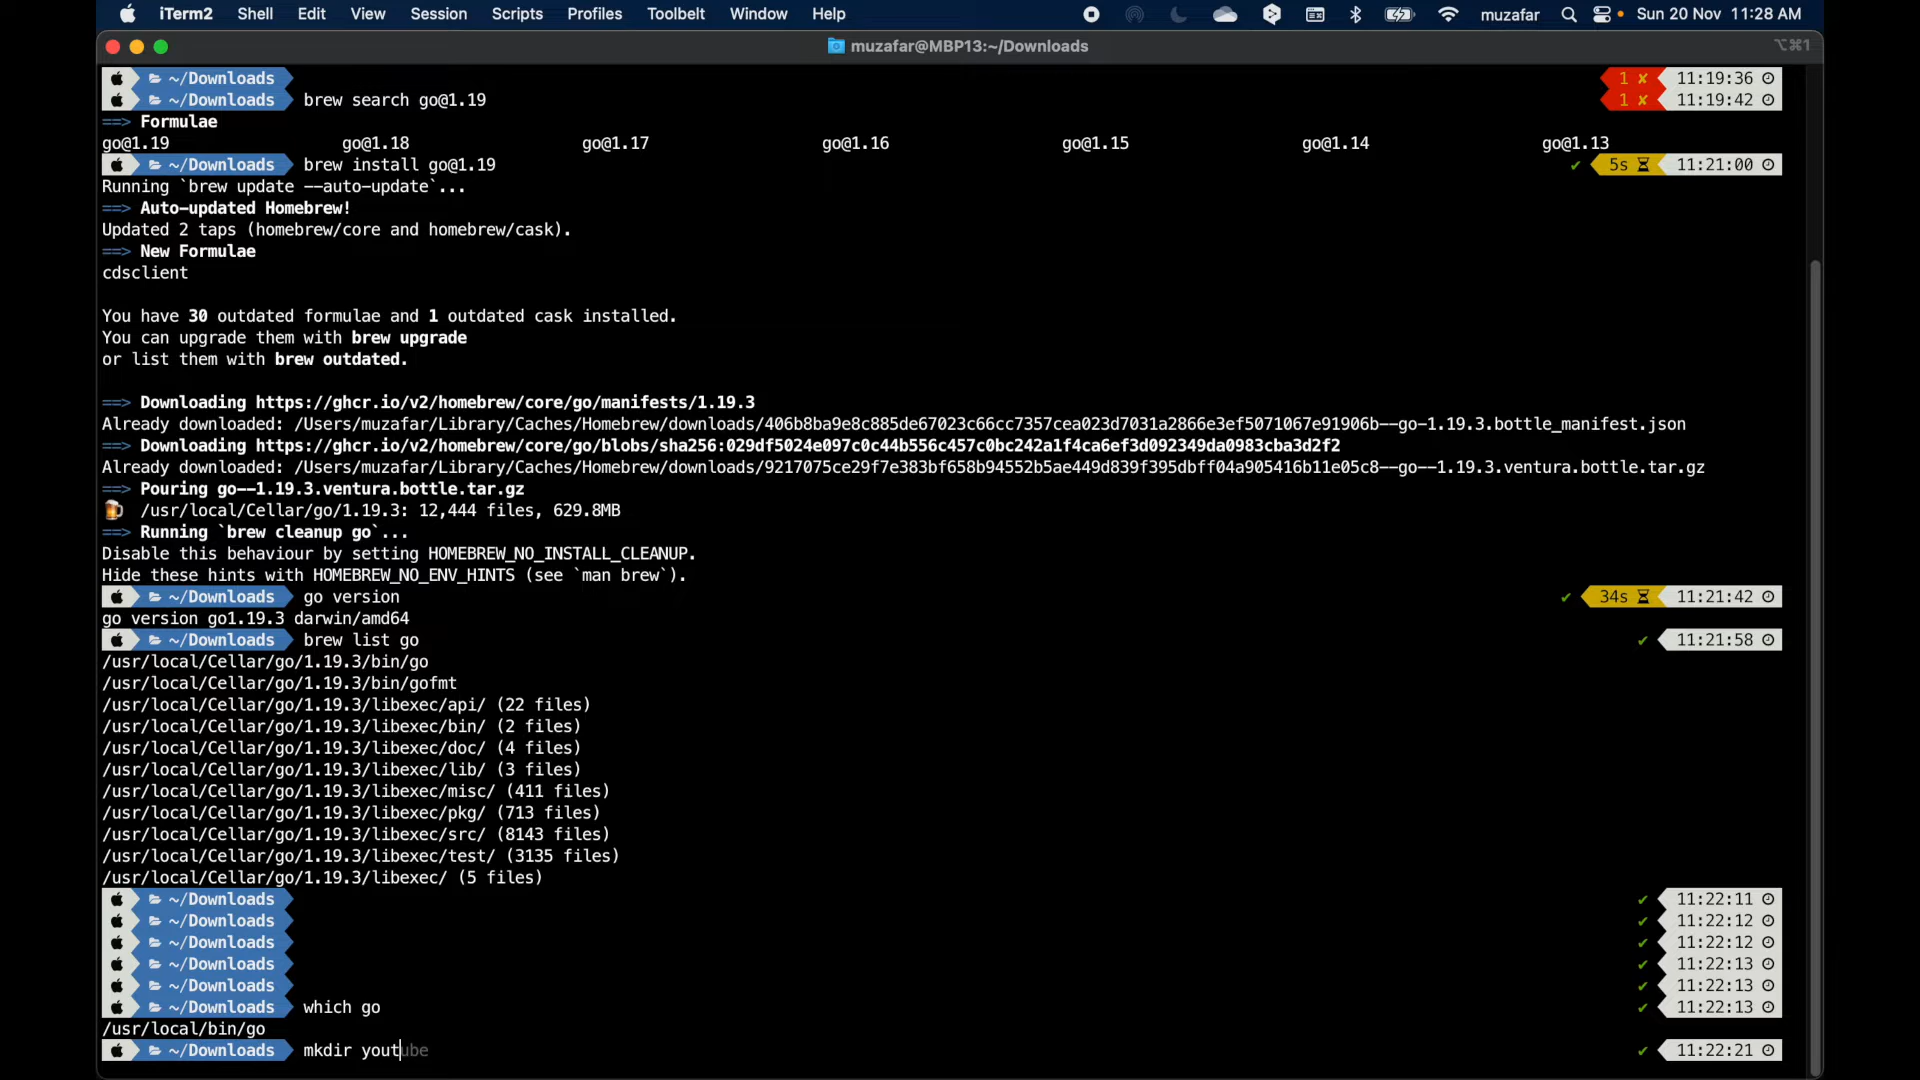 iTerm2 Shell Edit View Session Scripts Profiles Toolbelt Window Help muzafar Sun 20 Nov 11:28 AM
muzafar@MBP13:~/Downloads ⌥⌘1
~/Downloads 1 ✘ 11:19:36
~/Downloads brew search go@1.19 1 ✘ 11:19:42
==> Formulae
go@1.19 go@1.18 go@1.17 go@1.16 go@1.15 go@1.14 go@1.13
~/Downloads brew install go@1.19 ✔ 5s 11:21:00
Running `brew update --auto-update`...
==> Auto-updated Homebrew!
Updated 2 taps (homebrew/core and homebrew/cask).
==> New Formulae
cdsclient
You have 30 outdated formulae and 1 outdated cask installed.
You can upgrade them with brew upgrade
or list them with brew outdated.
==> Downloading https://ghcr.io/v2/homebrew/core/go/manifests/1.19.3
Already downloaded: /Users/muzafar/Library/Caches/Homebrew/downloads/406b8ba9e8c885de67023c66cc7357cea023d7031a2866e3ef5071067e91906b--go-1.19.3.bottle_manifest.json
==> Downloading https://ghcr.io/v2/homebrew/core/go/blobs/sha256:029df5024e097c0c44b556c457c0bc242a1f4ca6ef3d092349da0983cba3d2f2
Already downloaded: /Users/muzafar/Library/Caches/Homebrew/downloads/9217075ce29f7e383bf658b94552b5ae449d839f395dbff04a905416b11e05c8--go--1.19.3.ventura.bottle.tar.gz
==> Pouring go--1.19.3.ventura.bottle.tar.gz
🍺 /usr/local/Cellar/go/1.19.3: 12,444 files, 629.8MB
==> Running `brew cleanup go`...
Disable this behaviour by setting HOMEBREW_NO_INSTALL_CLEANUP.
Hide these hints with HOMEBREW_NO_ENV_HINTS (see `man brew`).
~/Downloads go version ✔ 34s 11:21:42
go version go1.19.3 darwin/amd64
~/Downloads brew list go ✔ 11:21:58
/usr/local/Cellar/go/1.19.3/bin/go
/usr/local/Cellar/go/1.19.3/bin/gofmt
/usr/local/Cellar/go/1.19.3/libexec/api/ (22 files)
/usr/local/Cellar/go/1.19.3/libexec/bin/ (2 files)
/usr/local/Cellar/go/1.19.3/libexec/doc/ (4 files)
/usr/local/Cellar/go/1.19.3/libexec/lib/ (3 files)
/usr/local/Cellar/go/1.19.3/libexec/misc/ (411 files)
/usr/local/Cellar/go/1.19.3/libexec/pkg/ (713 files)
/usr/local/Cellar/go/1.19.3/libexec/src/ (8143 files)
/usr/local/Cellar/go/1.19.3/libexec/test/ (3135 files)
/usr/local/Cellar/go/1.19.3/libexec/ (5 files)
~/Downloads ✔ 11:22:11
~/Downloads ✔ 11:22:12
~/Downloads ✔ 11:22:12
~/Downloads ✔ 11:22:13
~/Downloads ✔ 11:22:13
~/Downloads which go ✔ 11:22:13
/usr/local/bin/go
~/Downloads mkdir youtube ✔ 11:22:21